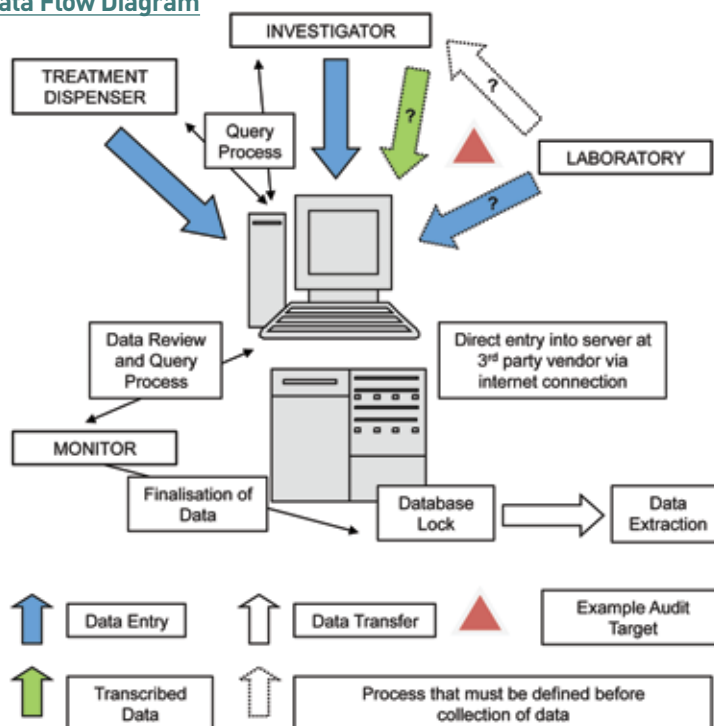 ata Flow Diagram
INVESTIGATOR
TREATMENT
DISPENSER
Query
Process
?
?
?
LABORATORY
Data Review
and Query
Process
Direct entry into server at
3rd party vendor via
internet connection
MONITOR
Finalisation of
Data
Database
Lock
Data
Extraction
Data Entry
Data Transfer
Example Audit
Target
Transcribed
Data
Process that must be defined before
collection of data